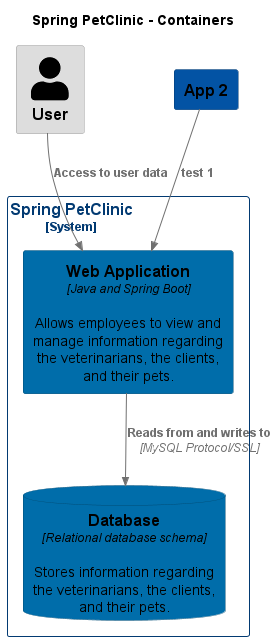 Spring PetClinic - Containers
User
App 2
Access to user data
test 1
Spring PetClinic
[System]
Web Application
[Java and Spring Boot]
Allows employees to view and
manage information regarding
the veterinarians, the clients,
and their pets.
Reads from and writes to
[MySQL Protocol/SSL]
Database
[Relational database schema]
Stores information regarding
the veterinarians, the clients,
and their pets.